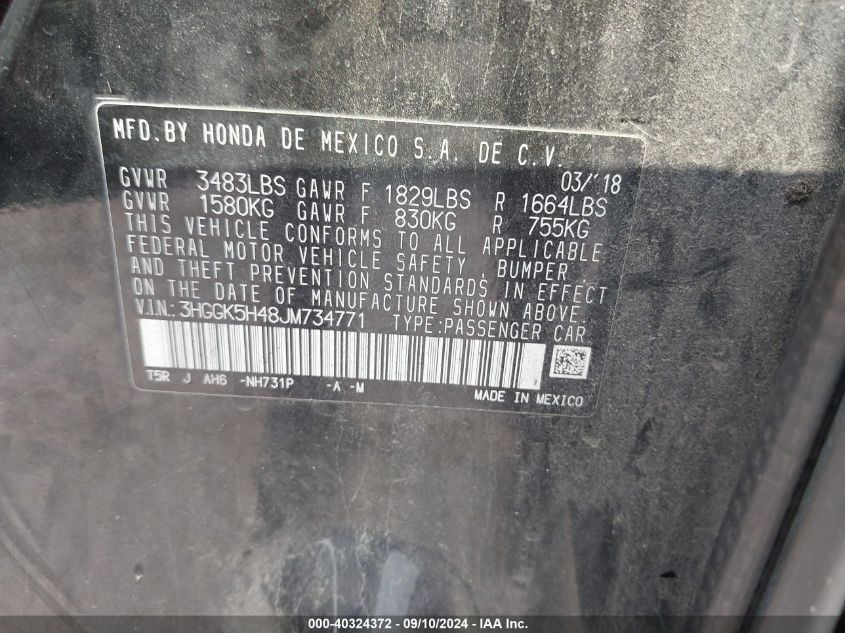 MFD. BY HONDA DE MEXICO S.A. DE C.V.
03/'18
GVWR 3483LBS GAWR F 1829LBS R 1664LBS
GVWR 1580KG GAWR F 830KG R 755KG
THIS VEHICLE CONFORMS TO ALL APPLICABLE
FEDERAL MOTOR VEHICLE SAFETY, BUMPER
AND THEFT PREVENTION STANDARDS IN EFFECT
ON THE DATE OF MANUFACTURE SHOWN ABOVE.
V.I.N.: 3HGGK5H48JM734771 TYPE: PASSENGER CAR
T5R J AH6 -NH731P -A -M
MADE IN MEXICO
000-40324372 - 09/10/2024 - IAA Inc.